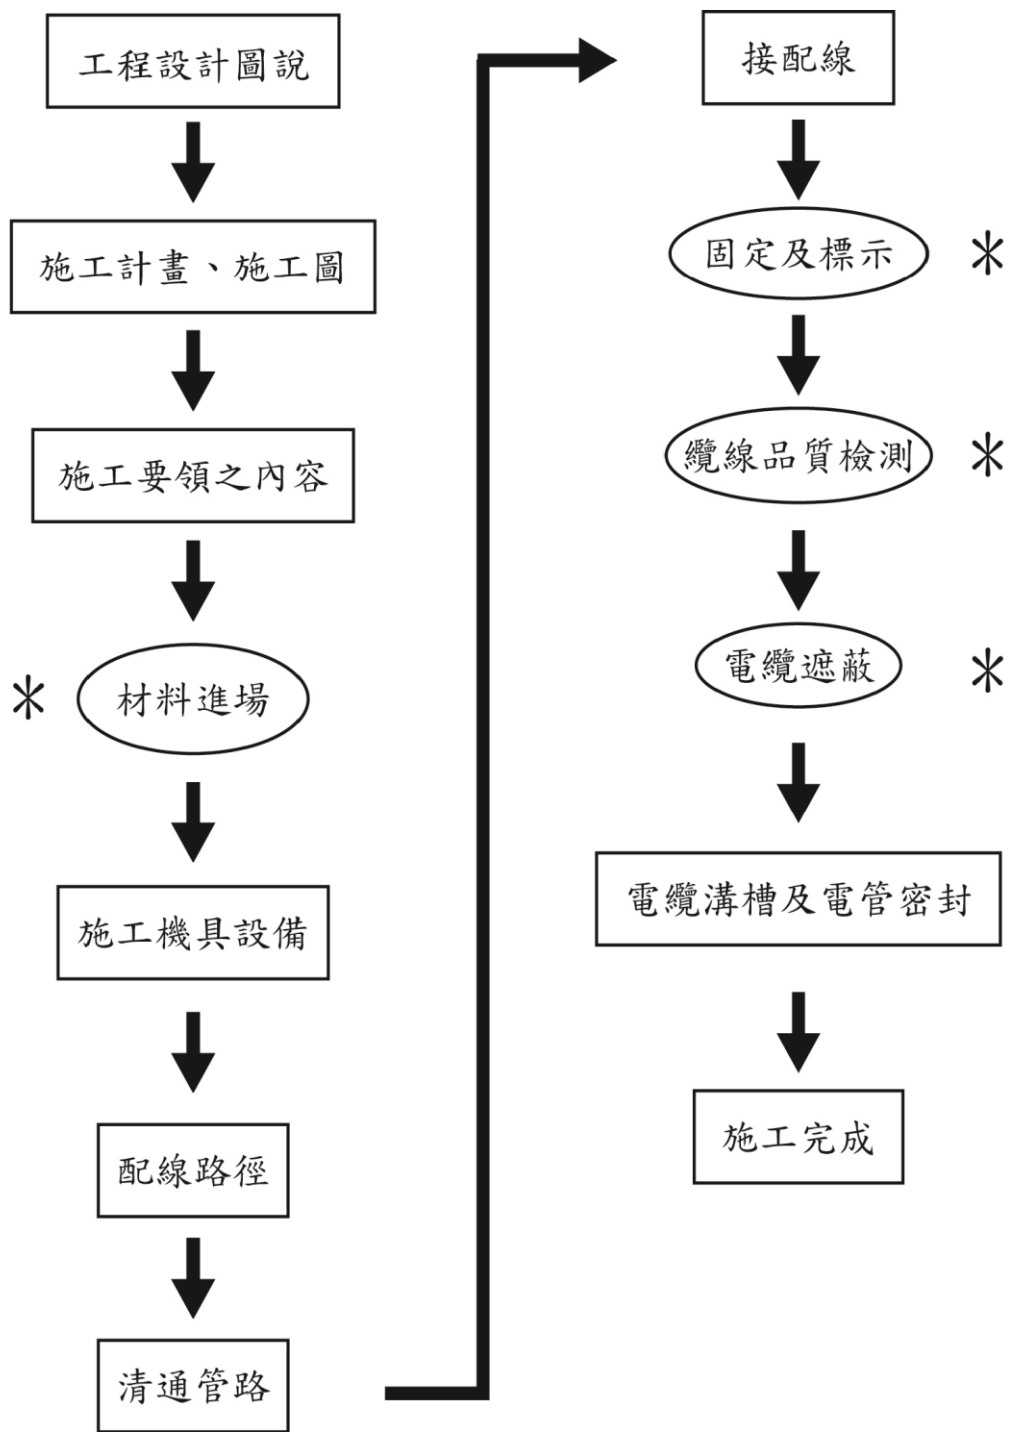 工程設計圖說
施工計畫、施工圖
施工要領之內容
＊ 材料進場
施工機具設備
配線路徑
清通管路
接配線
固定及標示 ＊
纜線品質檢測 ＊
電纜遮蔽 ＊
電纜溝槽及電管密封
施工完成